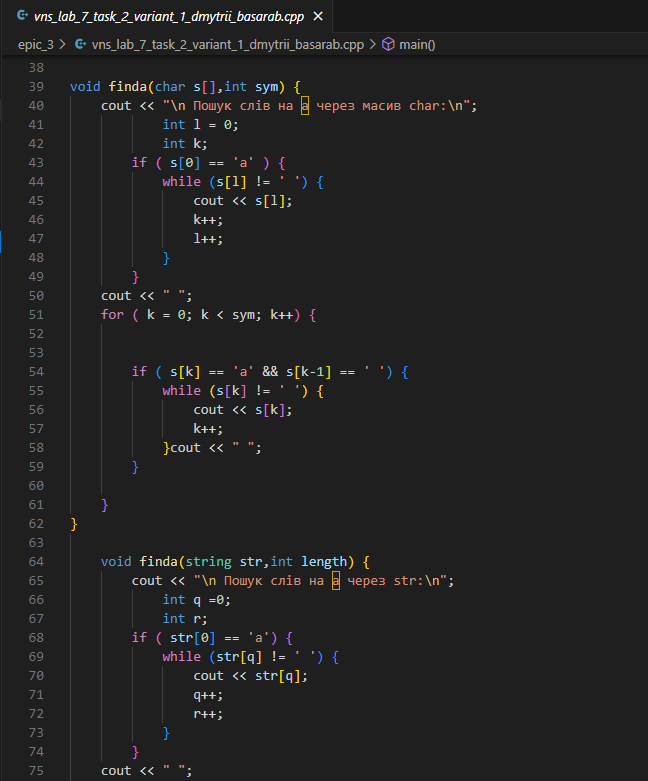 vns_lab_7_task_2_variant_1_dmytrii_basarab.cpp
epic_3 > vns_lab_7_task_2_variant_1_dmytrii_basarab.cpp > main()
38
39 void finda(char s[],int sym) {
40     cout << "\n Пошук слів на а через масив char:\n";
41             int l = 0;
42             int k;
43         if ( s[0] == 'a' ) {
44             while (s[l] != ' ') {
45                 cout << s[l];
46                 k++;
47                 l++;
48             }
49         }
50     cout << " ";
51     for ( k = 0; k < sym; k++) {
52
53
54         if ( s[k] == 'a' && s[k-1] == ' ') {
55             while (s[k] != ' ') {
56                 cout << s[k];
57                 k++;
58             }cout << " ";
59         }
60
61     }
62 }
63
64     void finda(string str,int length) {
65         cout << "\n Пошук слів на а через str:\n";
66             int q =0;
67             int r;
68         if ( str[0] == 'a') {
69             while (str[q] != ' ') {
70                 cout << str[q];
71                 q++;
72                 r++;
73             }
74         }
75     cout << " ";